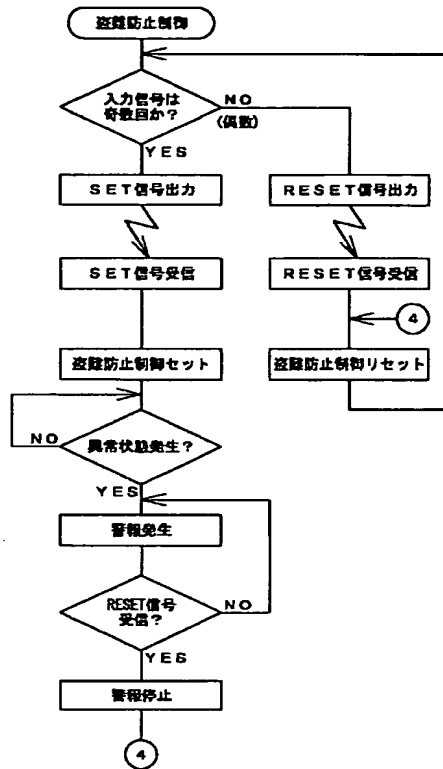 盗難防止制御
入力信号は
奇数回か？
NO
(偶数)
YES
SET信号出力
RESET信号出力
SET信号受信
RESET信号受信
4
盗難防止制御セット
盗難防止制御リセット
異常状態発生？
NO
YES
警報発生
RESET信号
受信？
NO
YES
警報停止
4